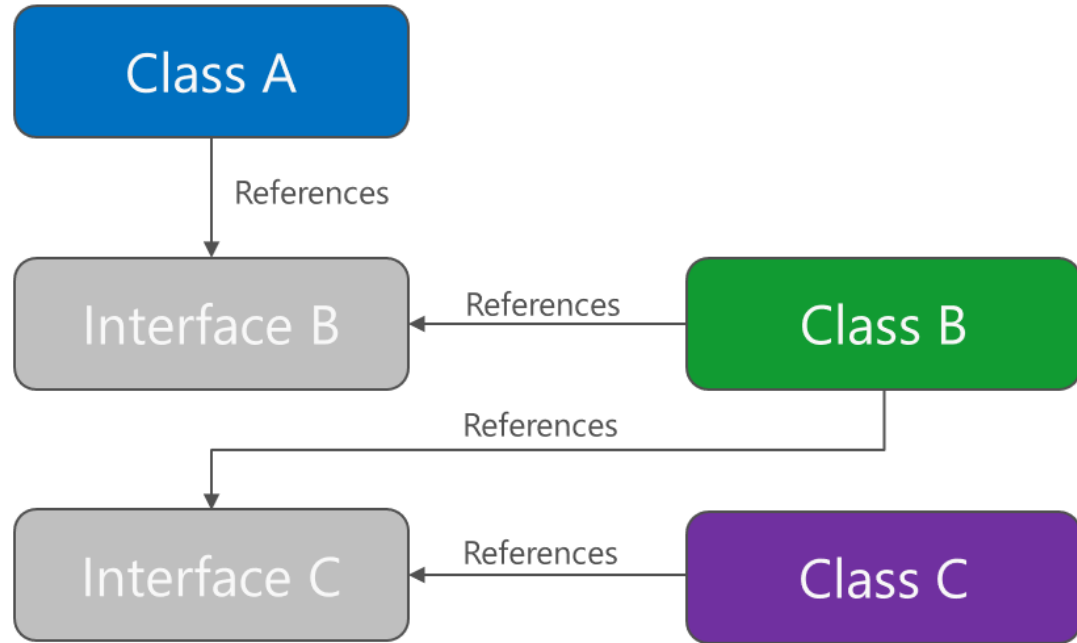 Class A
References
Interface B
References
Class B
References
Interface C
References
Class C